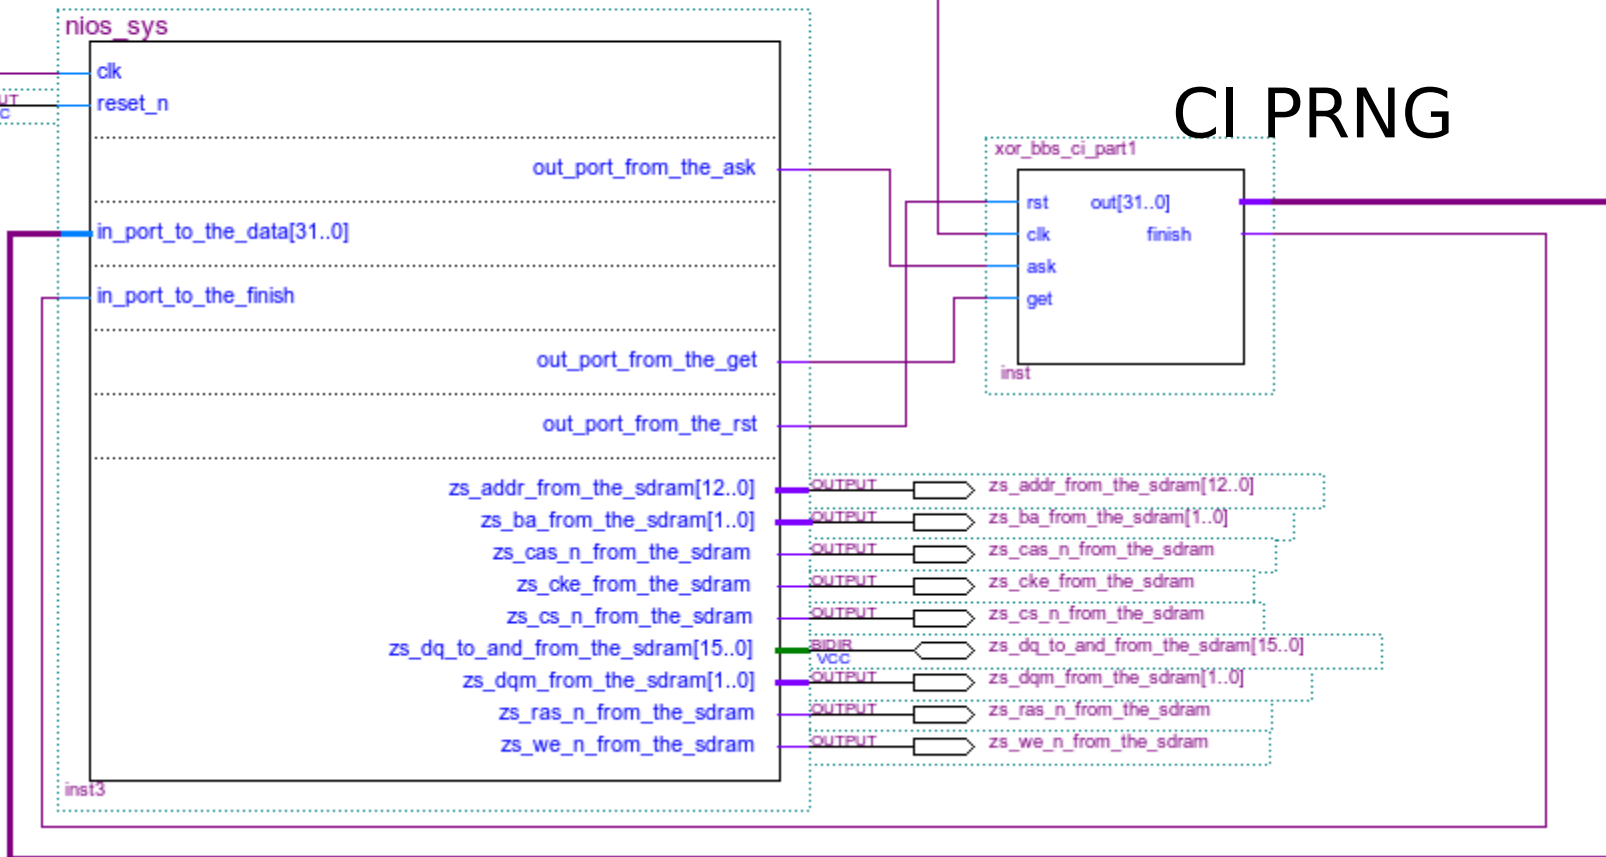 nios_sys
clk
reset_n
UT
C
out_port_from_the_ask
in_port_to_the_data[31..0]
in_port_to_the_finish
out_port_from_the_get
out_port_from_the_rst
zs_addr_from_the_sdram[12..0]
zs_ba_from_the_sdram[1..0]
zs_cas_n_from_the_sdram
zs_cke_from_the_sdram
zs_cs_n_from_the_sdram
zs_dq_to_and_from_the_sdram[15..0]
zs_dqm_from_the_sdram[1..0]
zs_ras_n_from_the_sdram
zs_we_n_from_the_sdram
inst3
CI PRNG
xor_bbs_ci_part1
rst out[31..0]
clk finish
ask
get
inst
OUTPUT zs_addr_from_the_sdram[12..0]
OUTPUT zs_ba_from_the_sdram[1..0]
OUTPUT zs_cas_n_from_the_sdram
OUTPUT zs_cke_from_the_sdram
OUTPUT zs_cs_n_from_the_sdram
BIDIR zs_dq_to_and_from_the_sdram[15..0]
VCC
OUTPUT zs_dqm_from_the_sdram[1..0]
OUTPUT zs_ras_n_from_the_sdram
OUTPUT zs_we_n_from_the_sdram